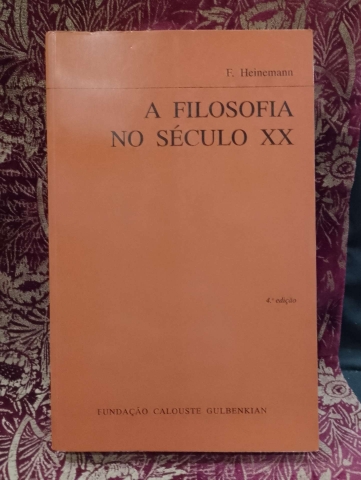 F. Heinemann
A FILOSOFIA
NO SÉCULO XX
4.ª edição
FUNDAÇÃO CALOUSTE GULBENKIAN